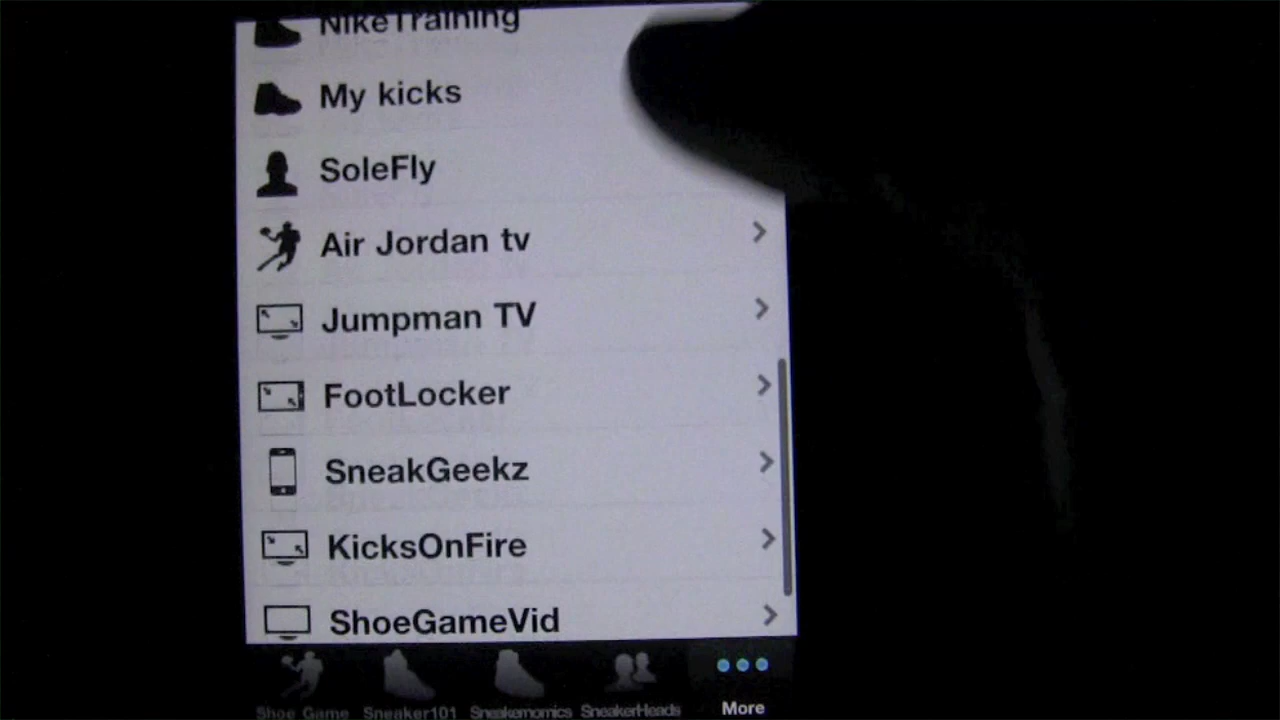 NikeTraining
My kicks
SoleFly
Air Jordan tv
Jumpman TV
FootLocker
SneakGeekz
KicksOnFire
ShoeGameVid
Shoe Game Sneaker101 Sneakernomics SneakerHeads More